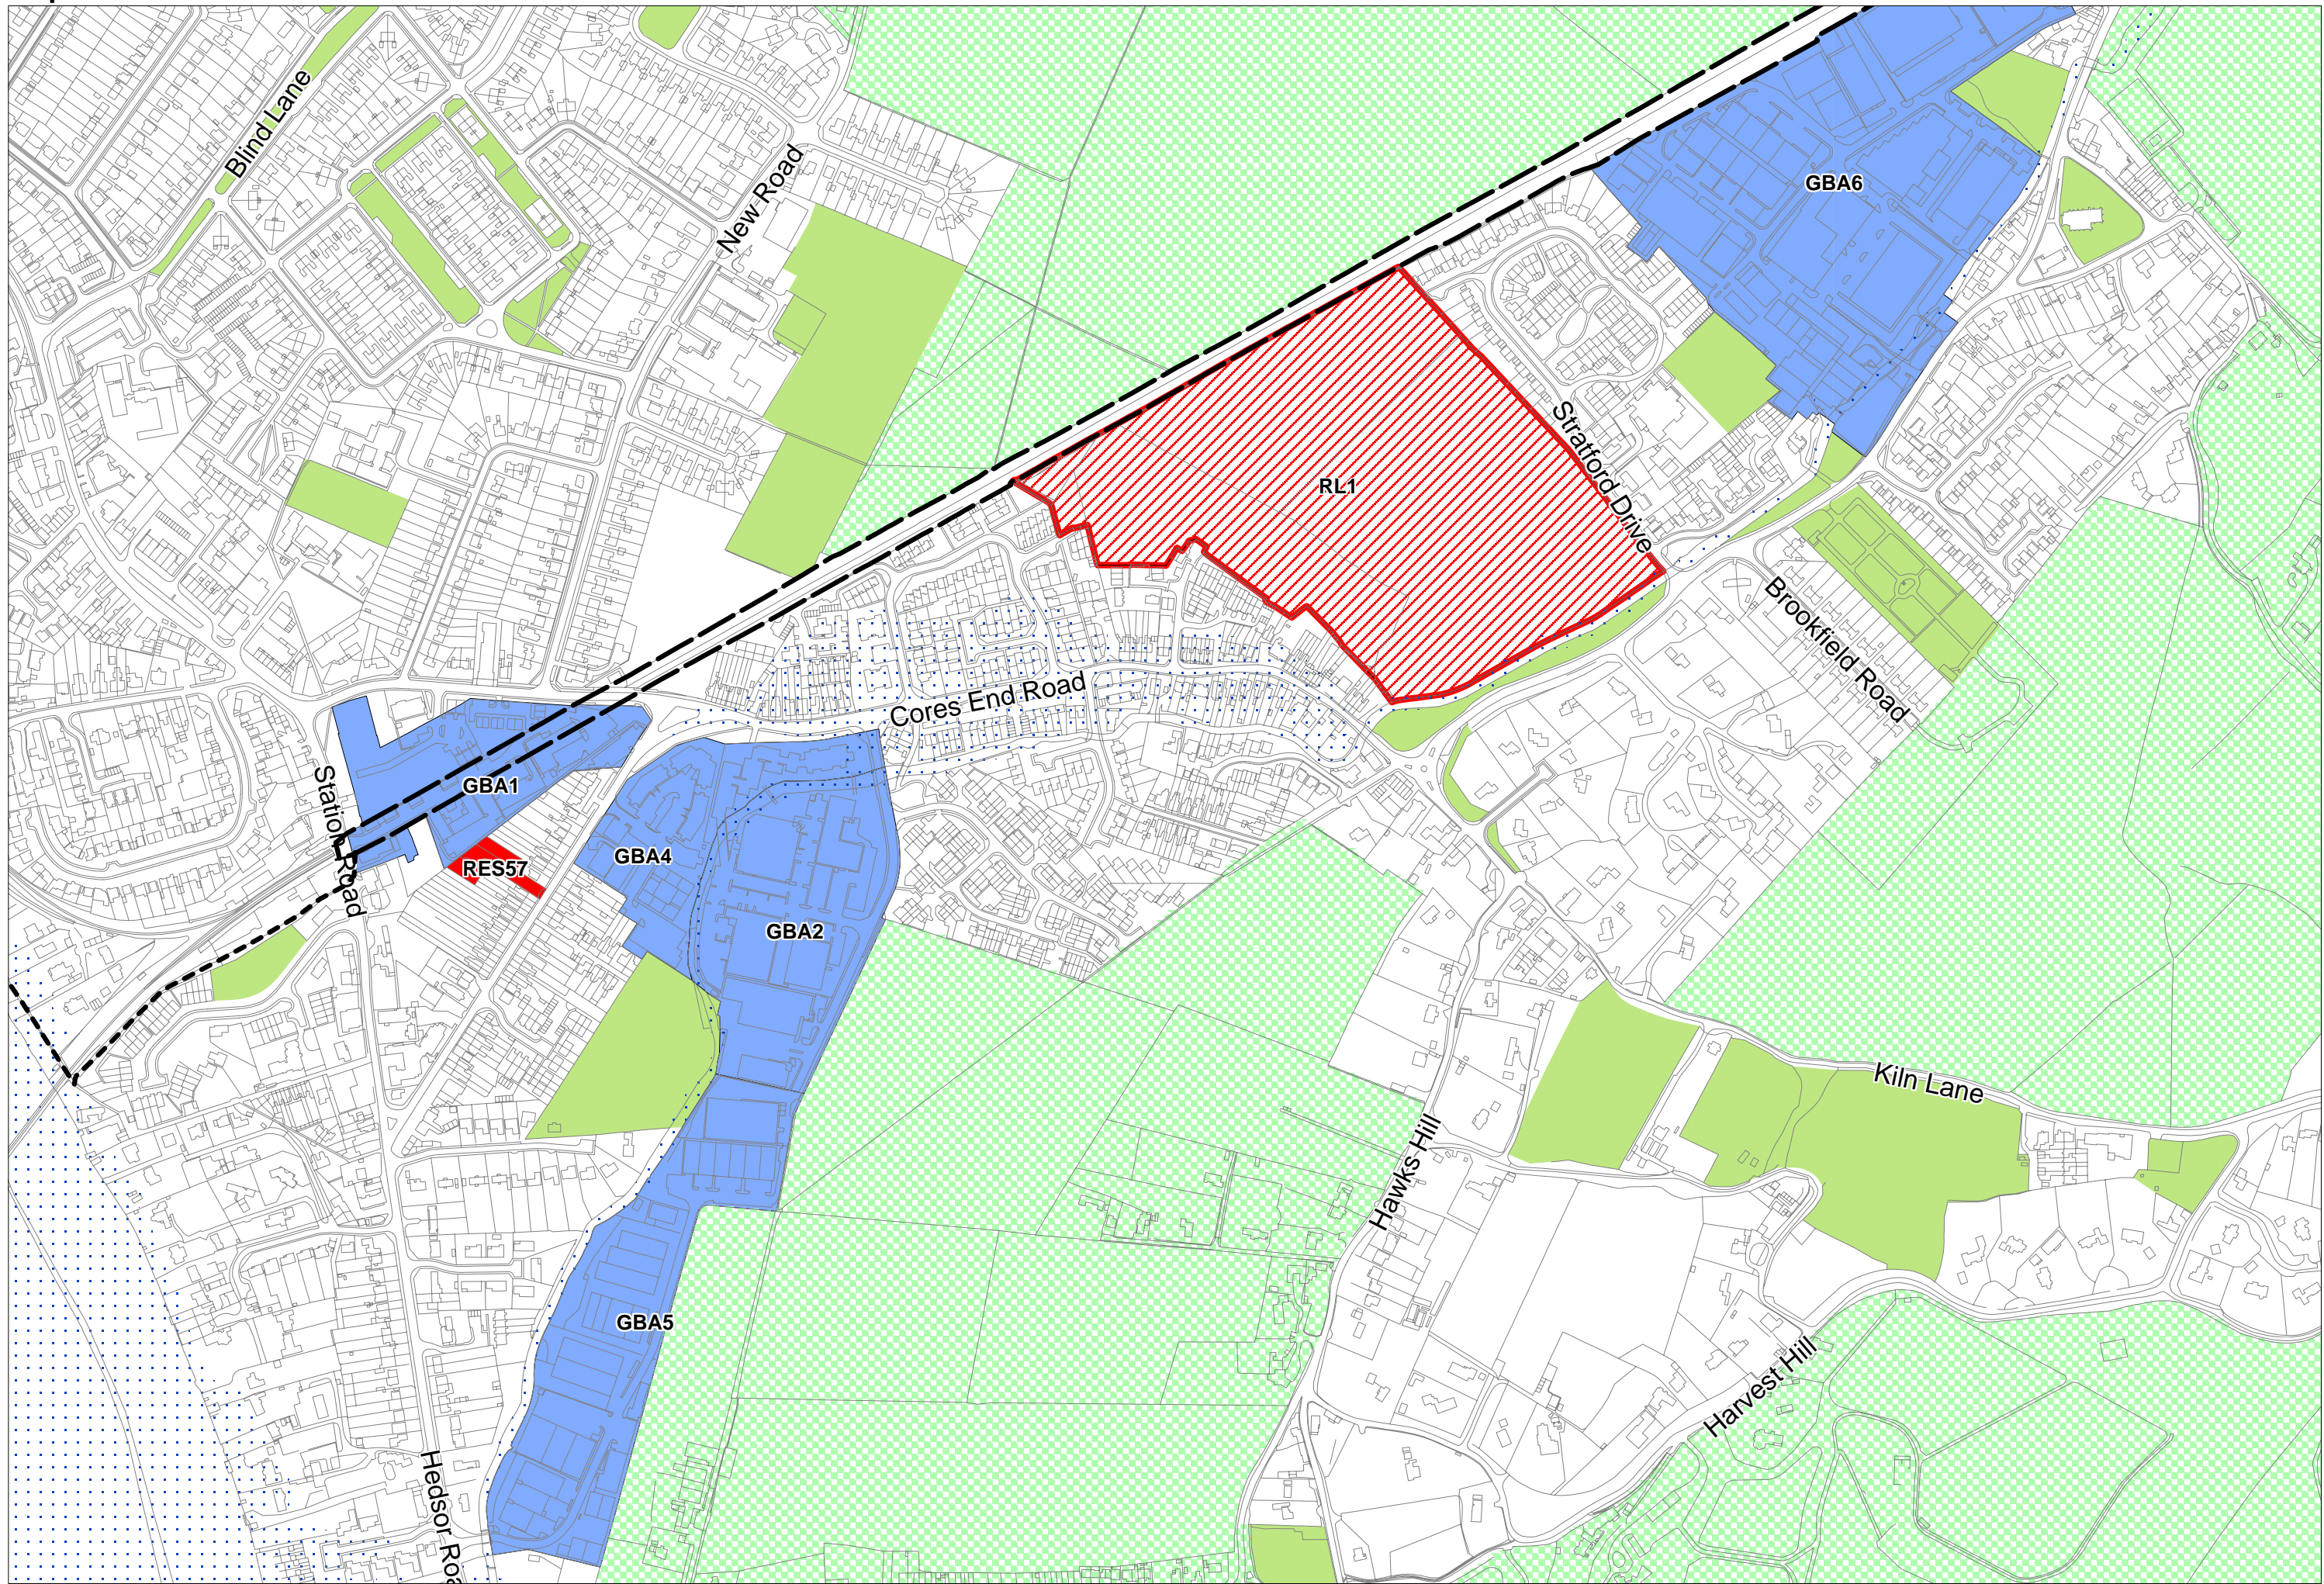 Blind Lane
New Road
GBA6
RL1
Stratford Drive
Brookfield Road
Cores End Road
Station Road
GBA1
GBA4
RES57
GBA2
Kiln Lane
Hawks Hill
GBA5
Harvest Hill
Hedsor Roa